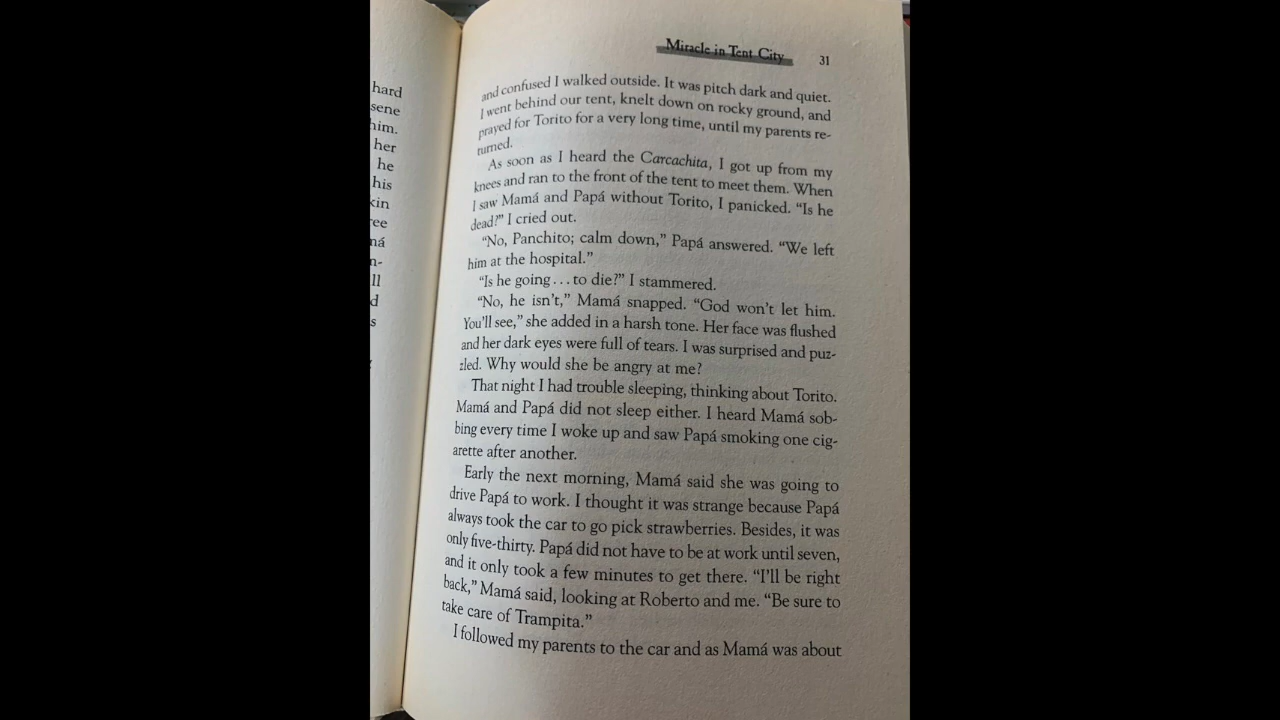 hard
sene
him.
her
he
his
kin
ree
má
n-
ll
d
s
Miracle in Tent City 31
and confused I walked outside. It was pitch dark and quiet.
I went behind our tent, knelt down on rocky ground, and
prayed for Torito for a very long time, until my parents re-
turned.
As soon as I heard the Carcachita, I got up from my
knees and ran to the front of the tent to meet them. When
I saw Mamá and Papá without Torito, I panicked. “Is he
dead?” I cried out.
“No, Panchito; calm down,” Papá answered. “We left
him at the hospital.”
“Is he going . . . to die?” I stammered.
“No, he isn’t,” Mamá snapped. “God won’t let him.
You’ll see,” she added in a harsh tone. Her face was flushed
and her dark eyes were full of tears. I was surprised and puz-
zled. Why would she be angry at me?
That night I had trouble sleeping, thinking about Torito.
Mamá and Papá did not sleep either. I heard Mamá sob-
bing every time I woke up and saw Papá smoking one cig-
arette after another.
Early the next morning, Mamá said she was going to
drive Papá to work. I thought it was strange because Papá
always took the car to go pick strawberries. Besides, it was
only five-thirty. Papá did not have to be at work until seven,
and it only took a few minutes to get there. “I’ll be right
back,” Mamá said, looking at Roberto and me. “Be sure to
take care of Trampita.”
I followed my parents to the car and as Mamá was about